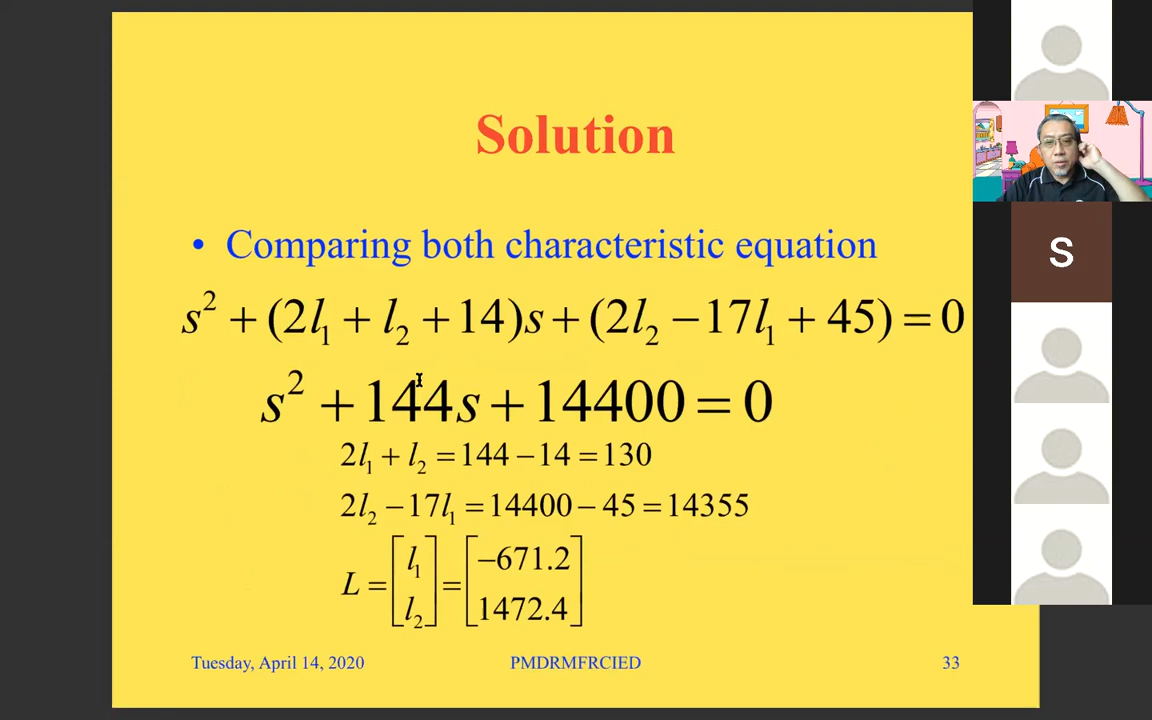 Solution
• Comparing both characteristic equation
s² + (2l₁ + l₂ + 14)s + (2l₂ − 17l₁ + 45) = 0
s² + 144s + 14400 = 0
2l₁ + l₂ = 144 − 14 = 130
2l₂ − 17l₁ = 14400 − 45 = 14355
L = [l₁ l₂] = [−671.2 1472.4]
Tuesday, April 14, 2020 PMDRMFRCIED 33
S